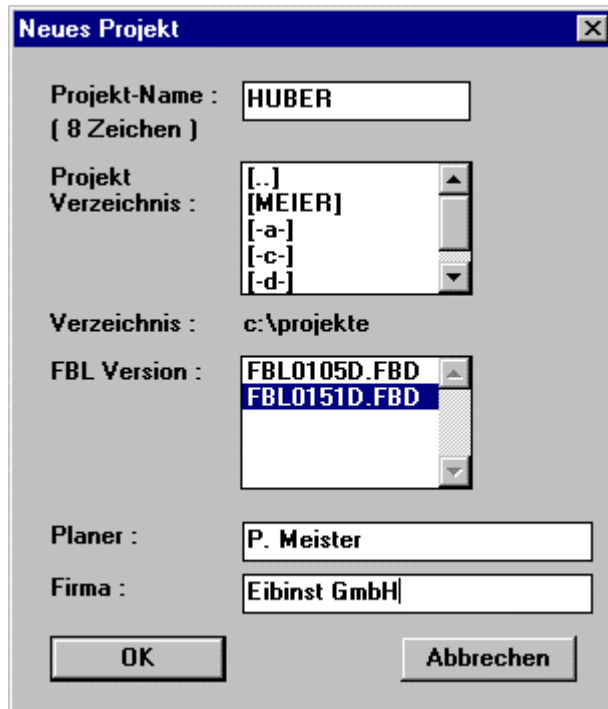 Neues Projekt
Projekt-Name : HUBER
( 8 Zeichen )
Projekt
Verzeichnis :
[..]
[MEIER]
[-a-]
[-c-]
[-d-]
Verzeichnis : c:\projekte
FBL Version : FBL0105D.FBD
FBL0151D.FBD
Planer : P. Meister
Firma : Eibinst GmbH
OK Abbrechen